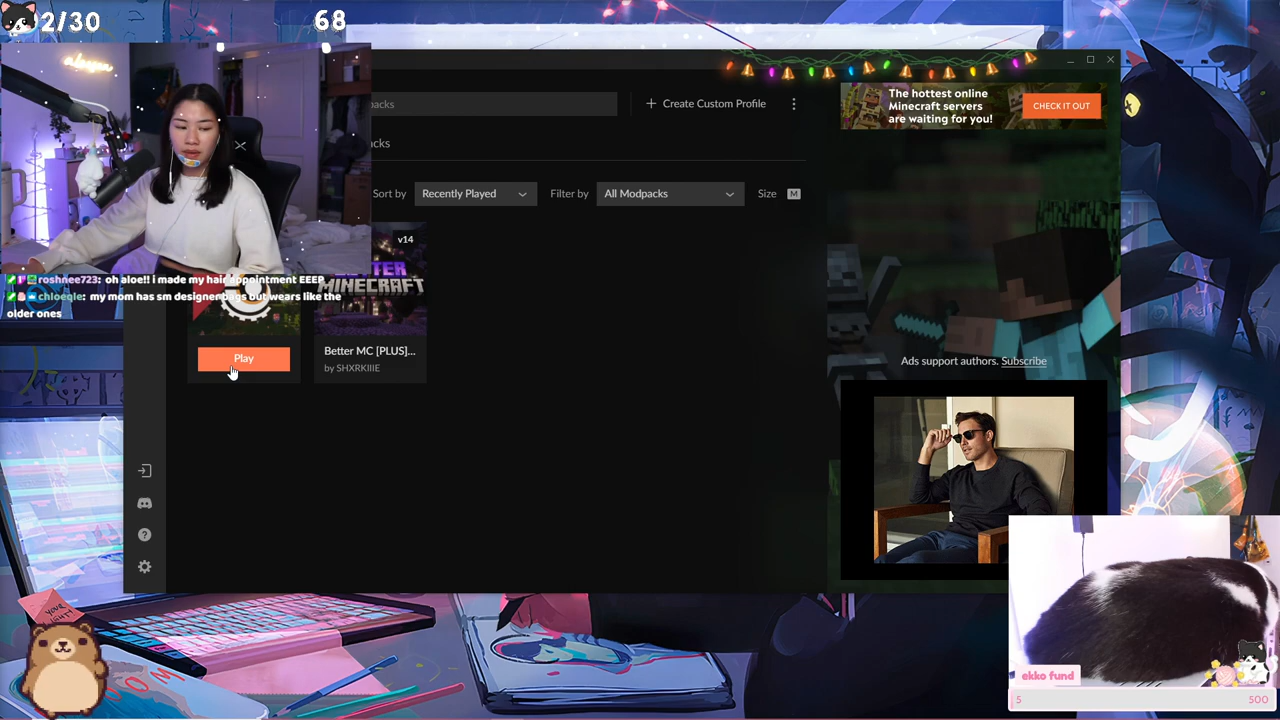 2/30
68
packs
+ Create Custom Profile
The hottest online
Minecraft servers
are waiting for you!
CHECK IT OUT
acks
Sort by
Recently Played
Filter by
All Modpacks
Size
M
v14
roshnee723: oh aloe!! i made my hair appointment EEEP
chloegle: my mom has sm designer bags but wears like the
older ones
BETTER
MINECRAFT
Play
Better MC [PLUS]...
by SHXRKIIIE
Ads support authors. Subscribe
ekko fund
5
500